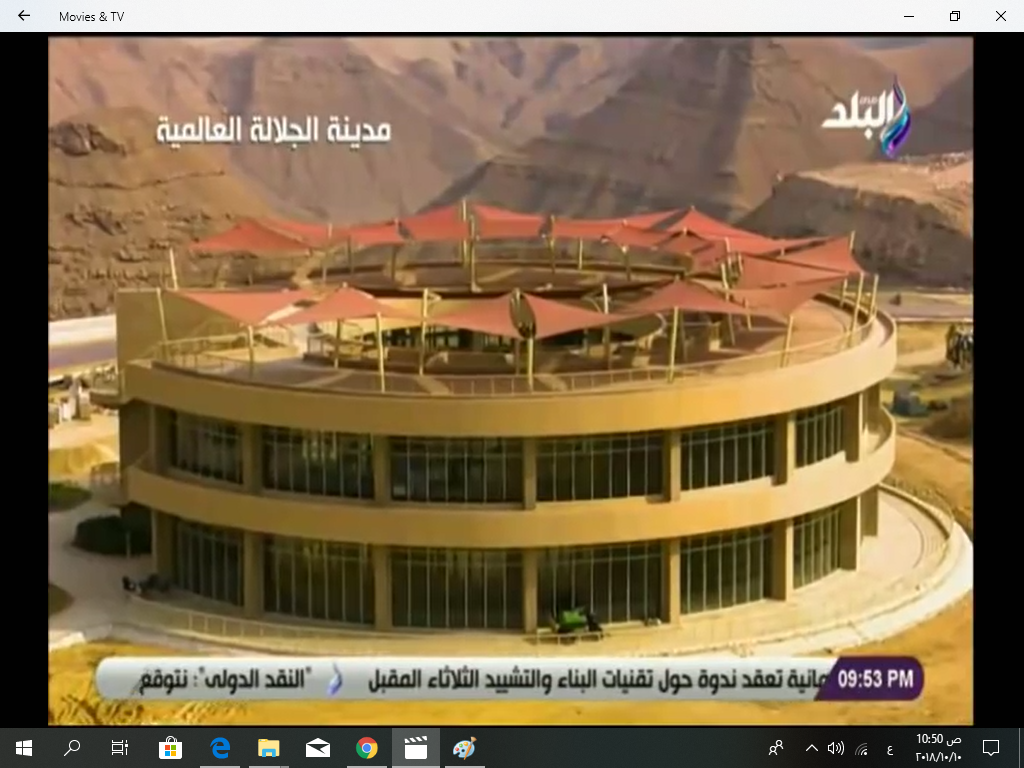 Movies & TV
صدى
البلد
مدينة الجلالة العالمية
مانية تعقد ندوة حول تقنيات البناء والتشييد الثلاثاء المقبل "النقد الدولى": نتوقع
09:53 PM
ع
10:50 ص
٢٠١٨/١٠/١٠